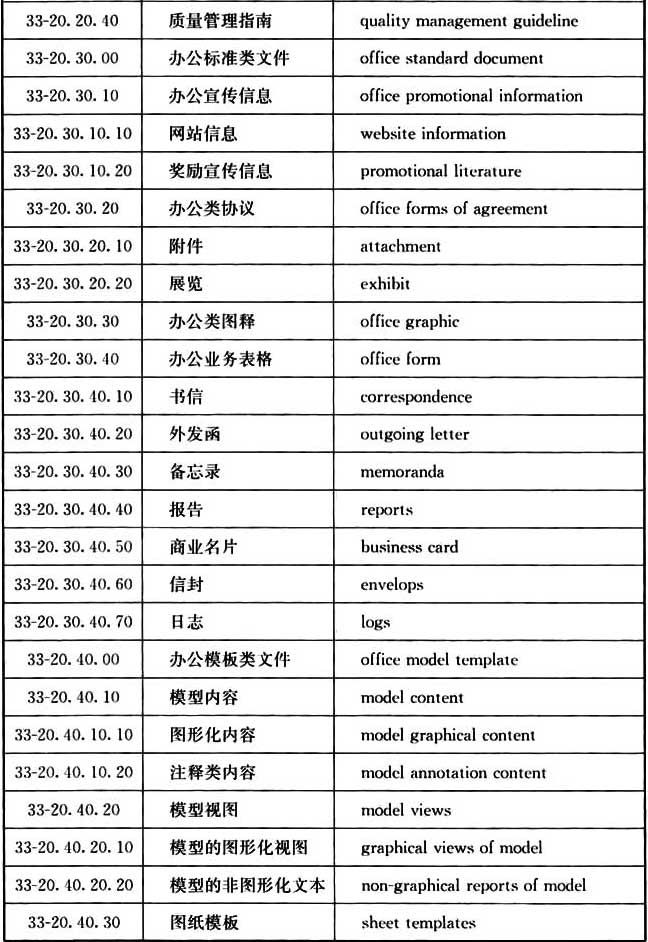 33-20.20.40 质量管理指南 quality management guideline
33-20.30.00 办公标准类文件 office standard document
33-20.30.10 办公宣传信息 office promotional information
33-20.30.10.10 网站信息 website information
33-20.30.10.20 奖励宣传信息 promotional literature
33-20.30.20 办公类协议 office forms of agreement
33-20.30.20.10 附件 attachment
33-20.30.20.20 展览 exhibit
33-20.30.30 办公类图释 office graphic
33-20.30.40 办公业务表格 office form
33-20.30.40.10 书信 correspondence
33-20.30.40.20 外发函 outgoing letter
33-20.30.40.30 备忘录 memoranda
33-20.30.40.40 报告 reports
33-20.30.40.50 商业名片 business card
33-20.30.40.60 信封 envelops
33-20.30.40.70 日志 logs
33-20.40.00 办公模板类文件 office model template
33-20.40.10 模型内容 model content
33-20.40.10.10 图形化内容 model graphical content
33-20.40.10.20 注释类内容 model annotation content
33-20.40.20 模型视图 model views
33-20.40.20.10 模型的图形化视图 graphical views of model
33-20.40.20.20 模型的非图形化文本 non-graphical reports of model
33-20.40.30 图纸模板 sheet templates